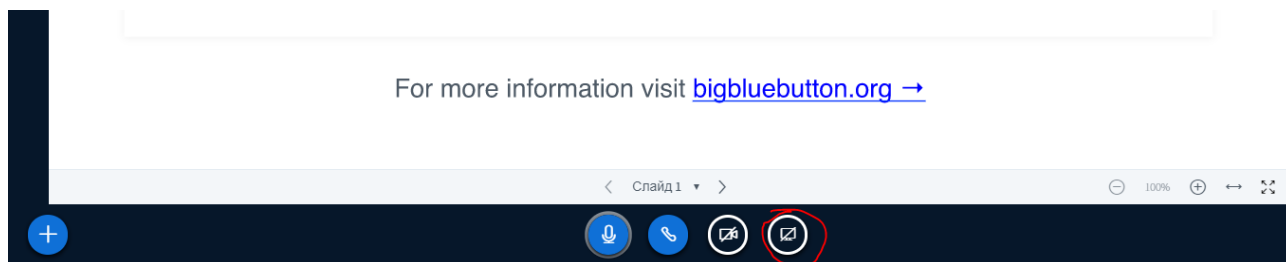 For more information visit bigbluebutton.org →
Слайд 1
100%